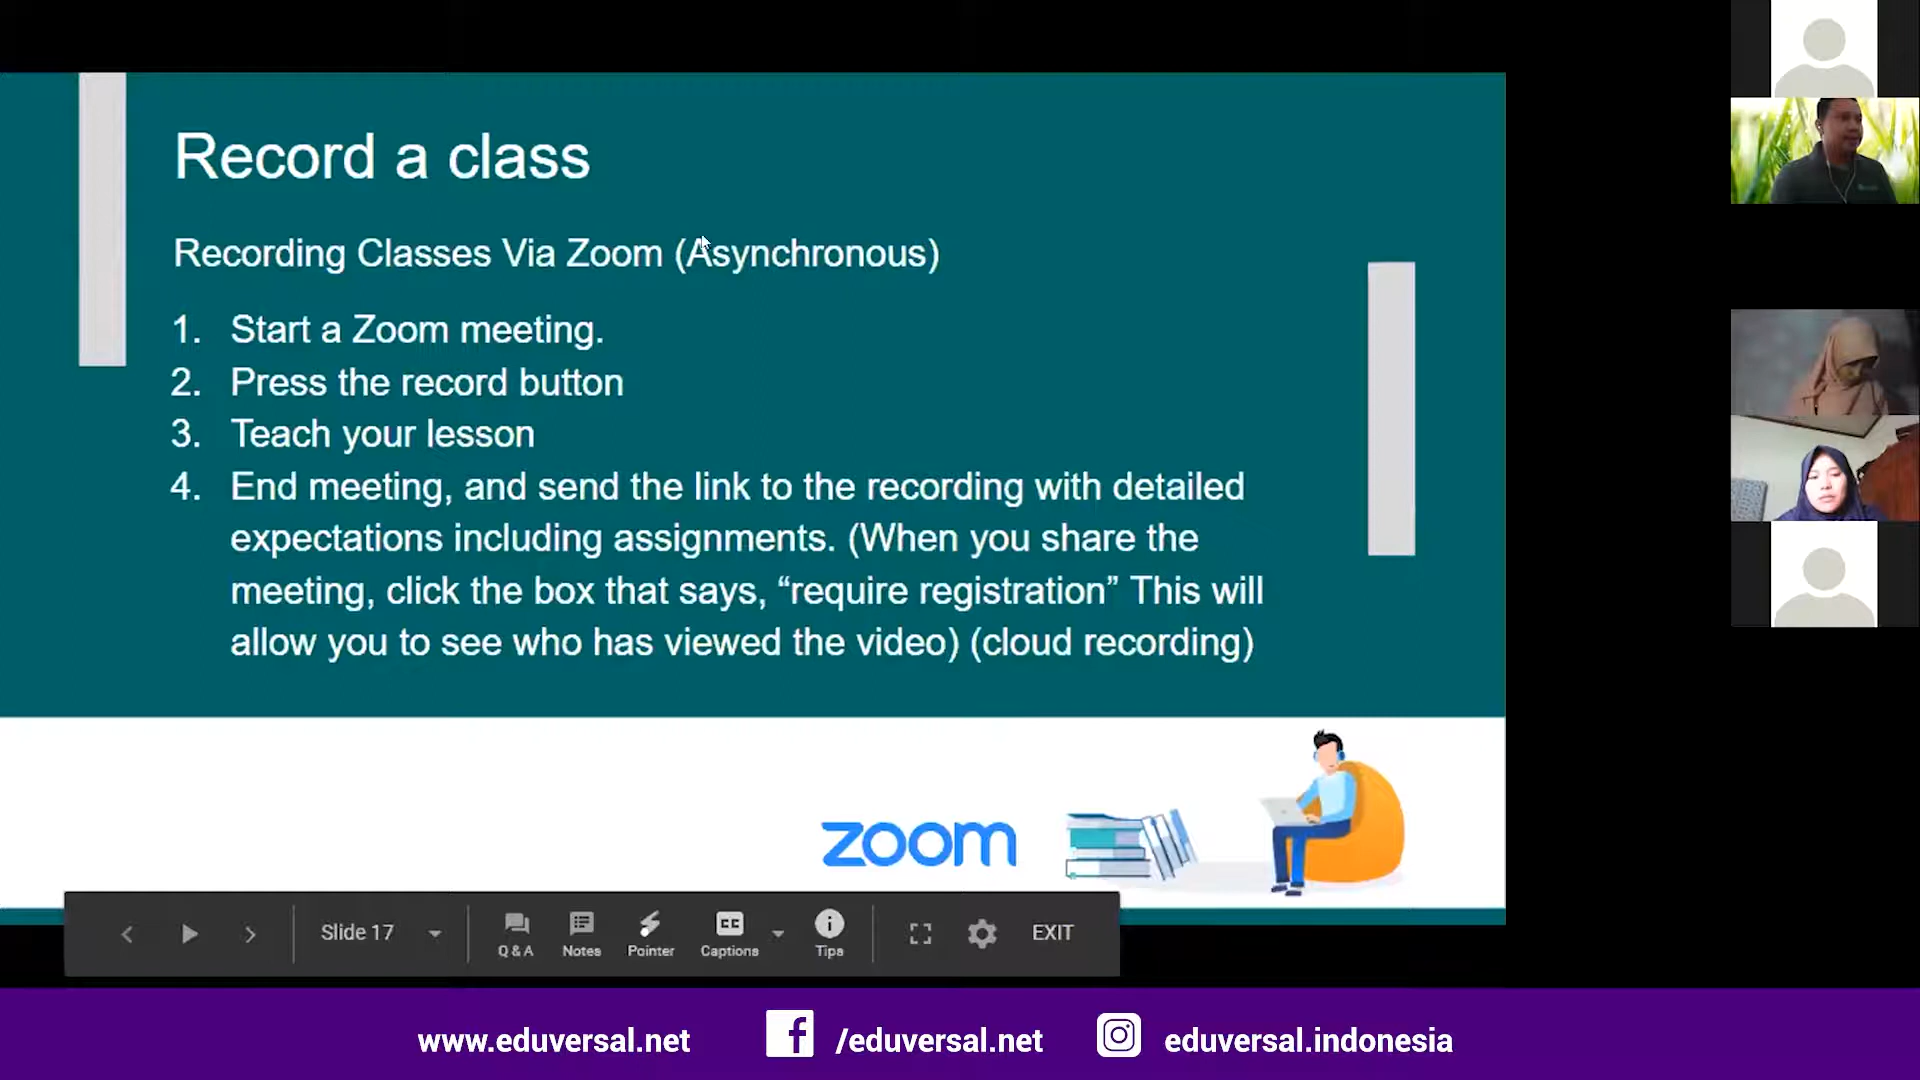 Record a class
Recording Classes Via Zoom (Asynchronous)
1. Start a Zoom meeting.
2. Press the record button
3. Teach your lesson
4. End meeting, and send the link to the recording with detailed
expectations including assignments. (When you share the
meeting, click the box that says, “require registration” This will
allow you to see who has viewed the video) (cloud recording)
zoom
Slide 17
Q & A
Notes
Pointer
CC
Captions
Tips
EXIT
www.eduversal.net
/eduversal.net
eduversal.indonesia